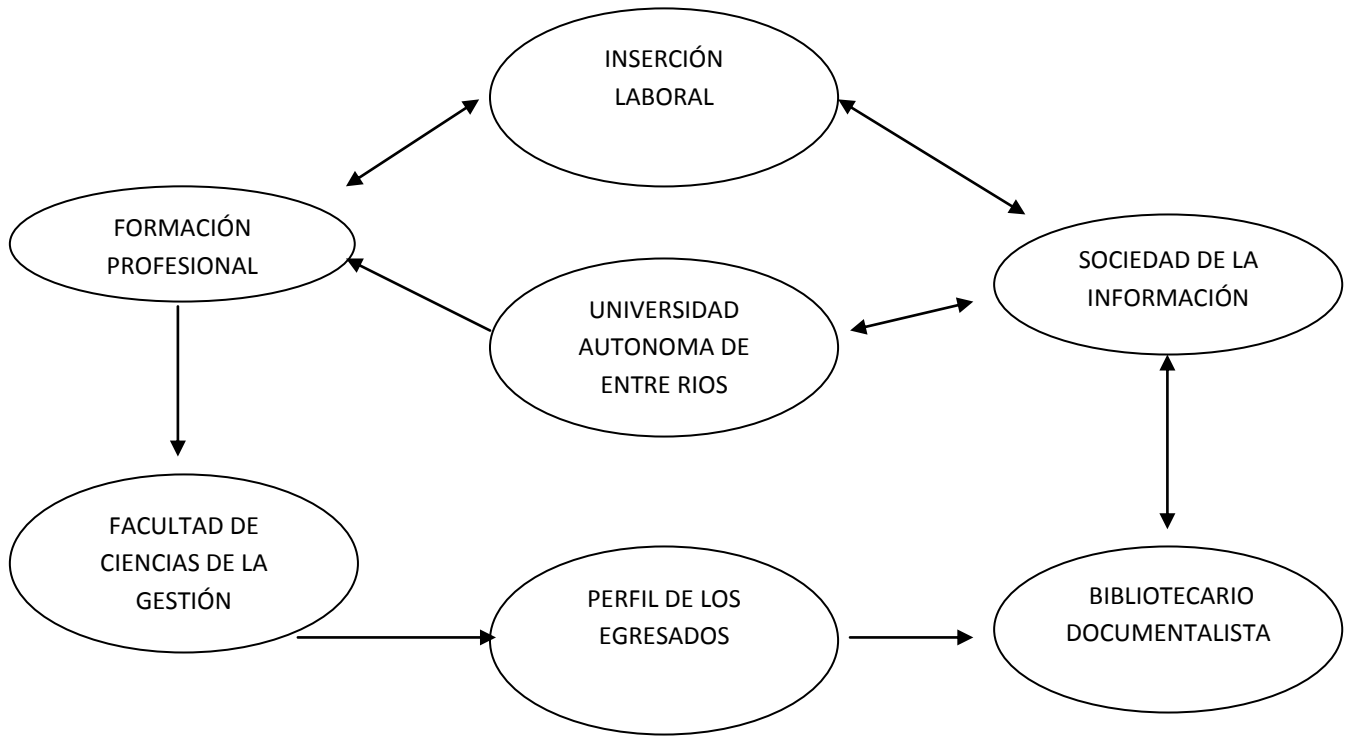 INSERCIÓN
LABORAL
FORMACIÓN
PROFESIONAL
SOCIEDAD DE LA
INFORMACIÓN
UNIVERSIDAD
AUTONOMA DE
ENTRE RIOS
FACULTAD DE
CIENCIAS DE LA
GESTIÓN
PERFIL DE LOS
EGRESADOS
BIBLIOTECARIO
DOCUMENTALISTA